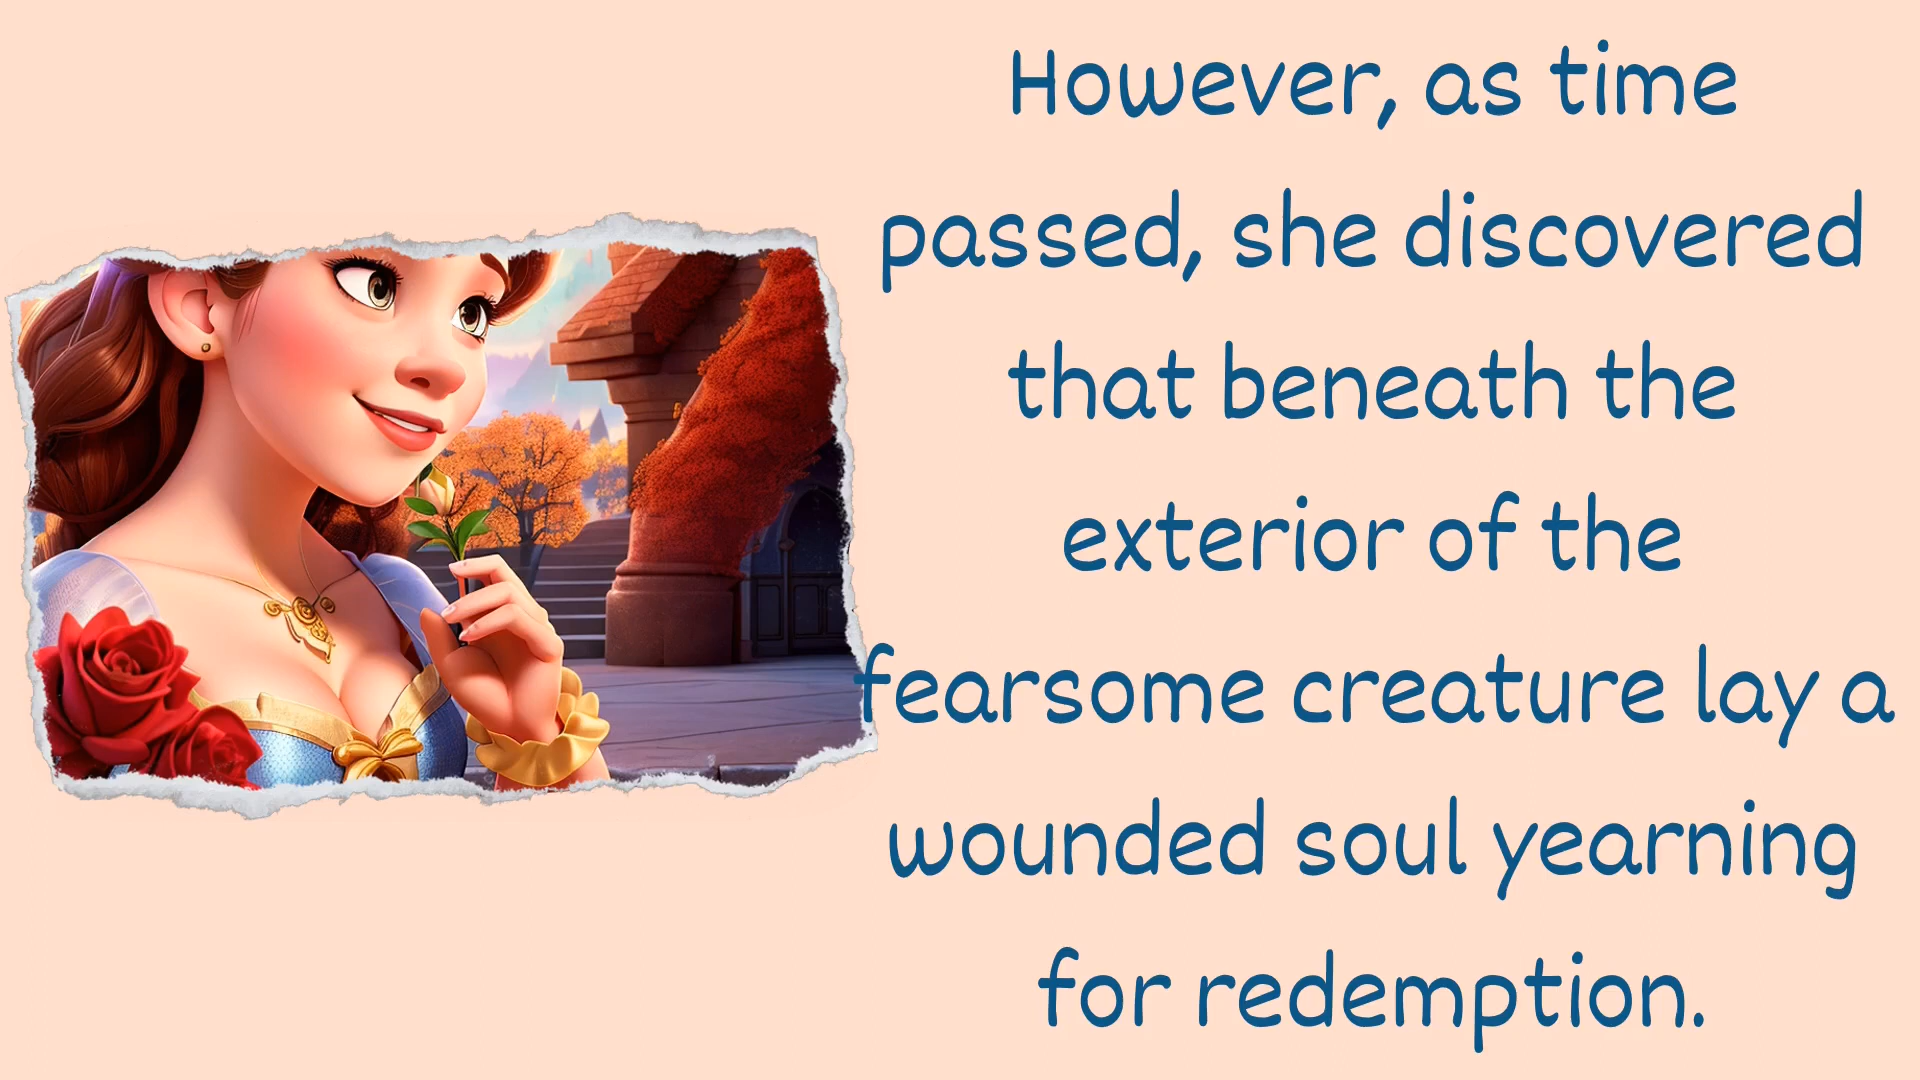 However, as time
passed, she discovered
that beneath the
exterior of the
fearsome creature lay a
wounded soul yearning
for redemption.